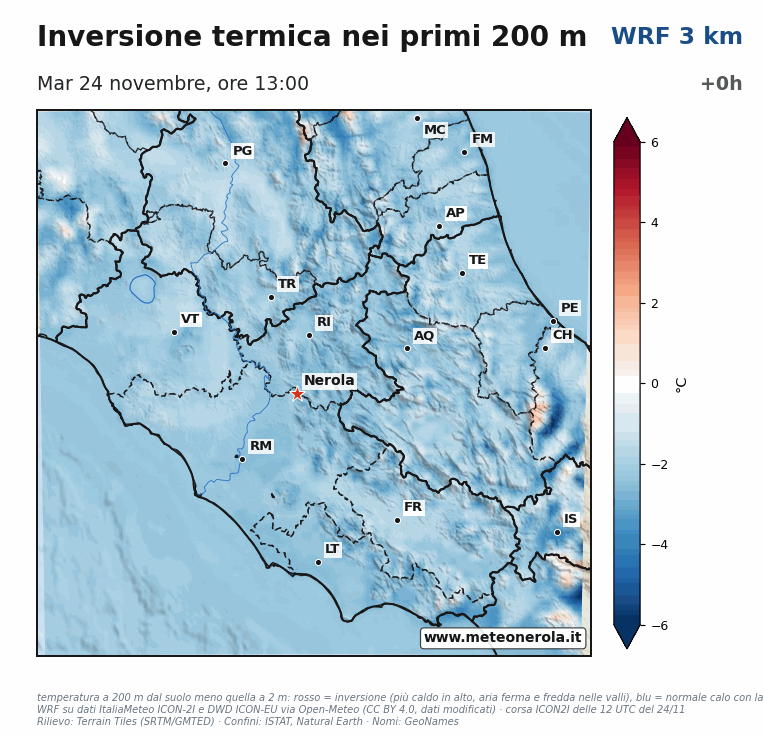 Inversione termica nei primi 200 m WRF 3 km
Mar 24 novembre, ore 13:00 +0h
MC
FM
PG
AP
TE
TR
PE
VT
RI
AQ
CH
Nerola
RM
FR
IS
LT
www.meteonerola.it
6
4
2
0
−2
−4
−6
°C
temperatura a 200 m dal suolo meno quella a 2 m: rosso = inversione (più caldo in alto, aria ferma e fredda nelle valli), blu = normale calo con la
WRF su dati ItaliaMeteo ICON-2I e DWD ICON-EU via Open-Meteo (CC BY 4.0, dati modificati) · corsa ICON2I delle 12 UTC del 24/11
Rilievo: Terrain Tiles (SRTM/GMTED) · Confini: ISTAT, Natural Earth · Nomi: GeoNames